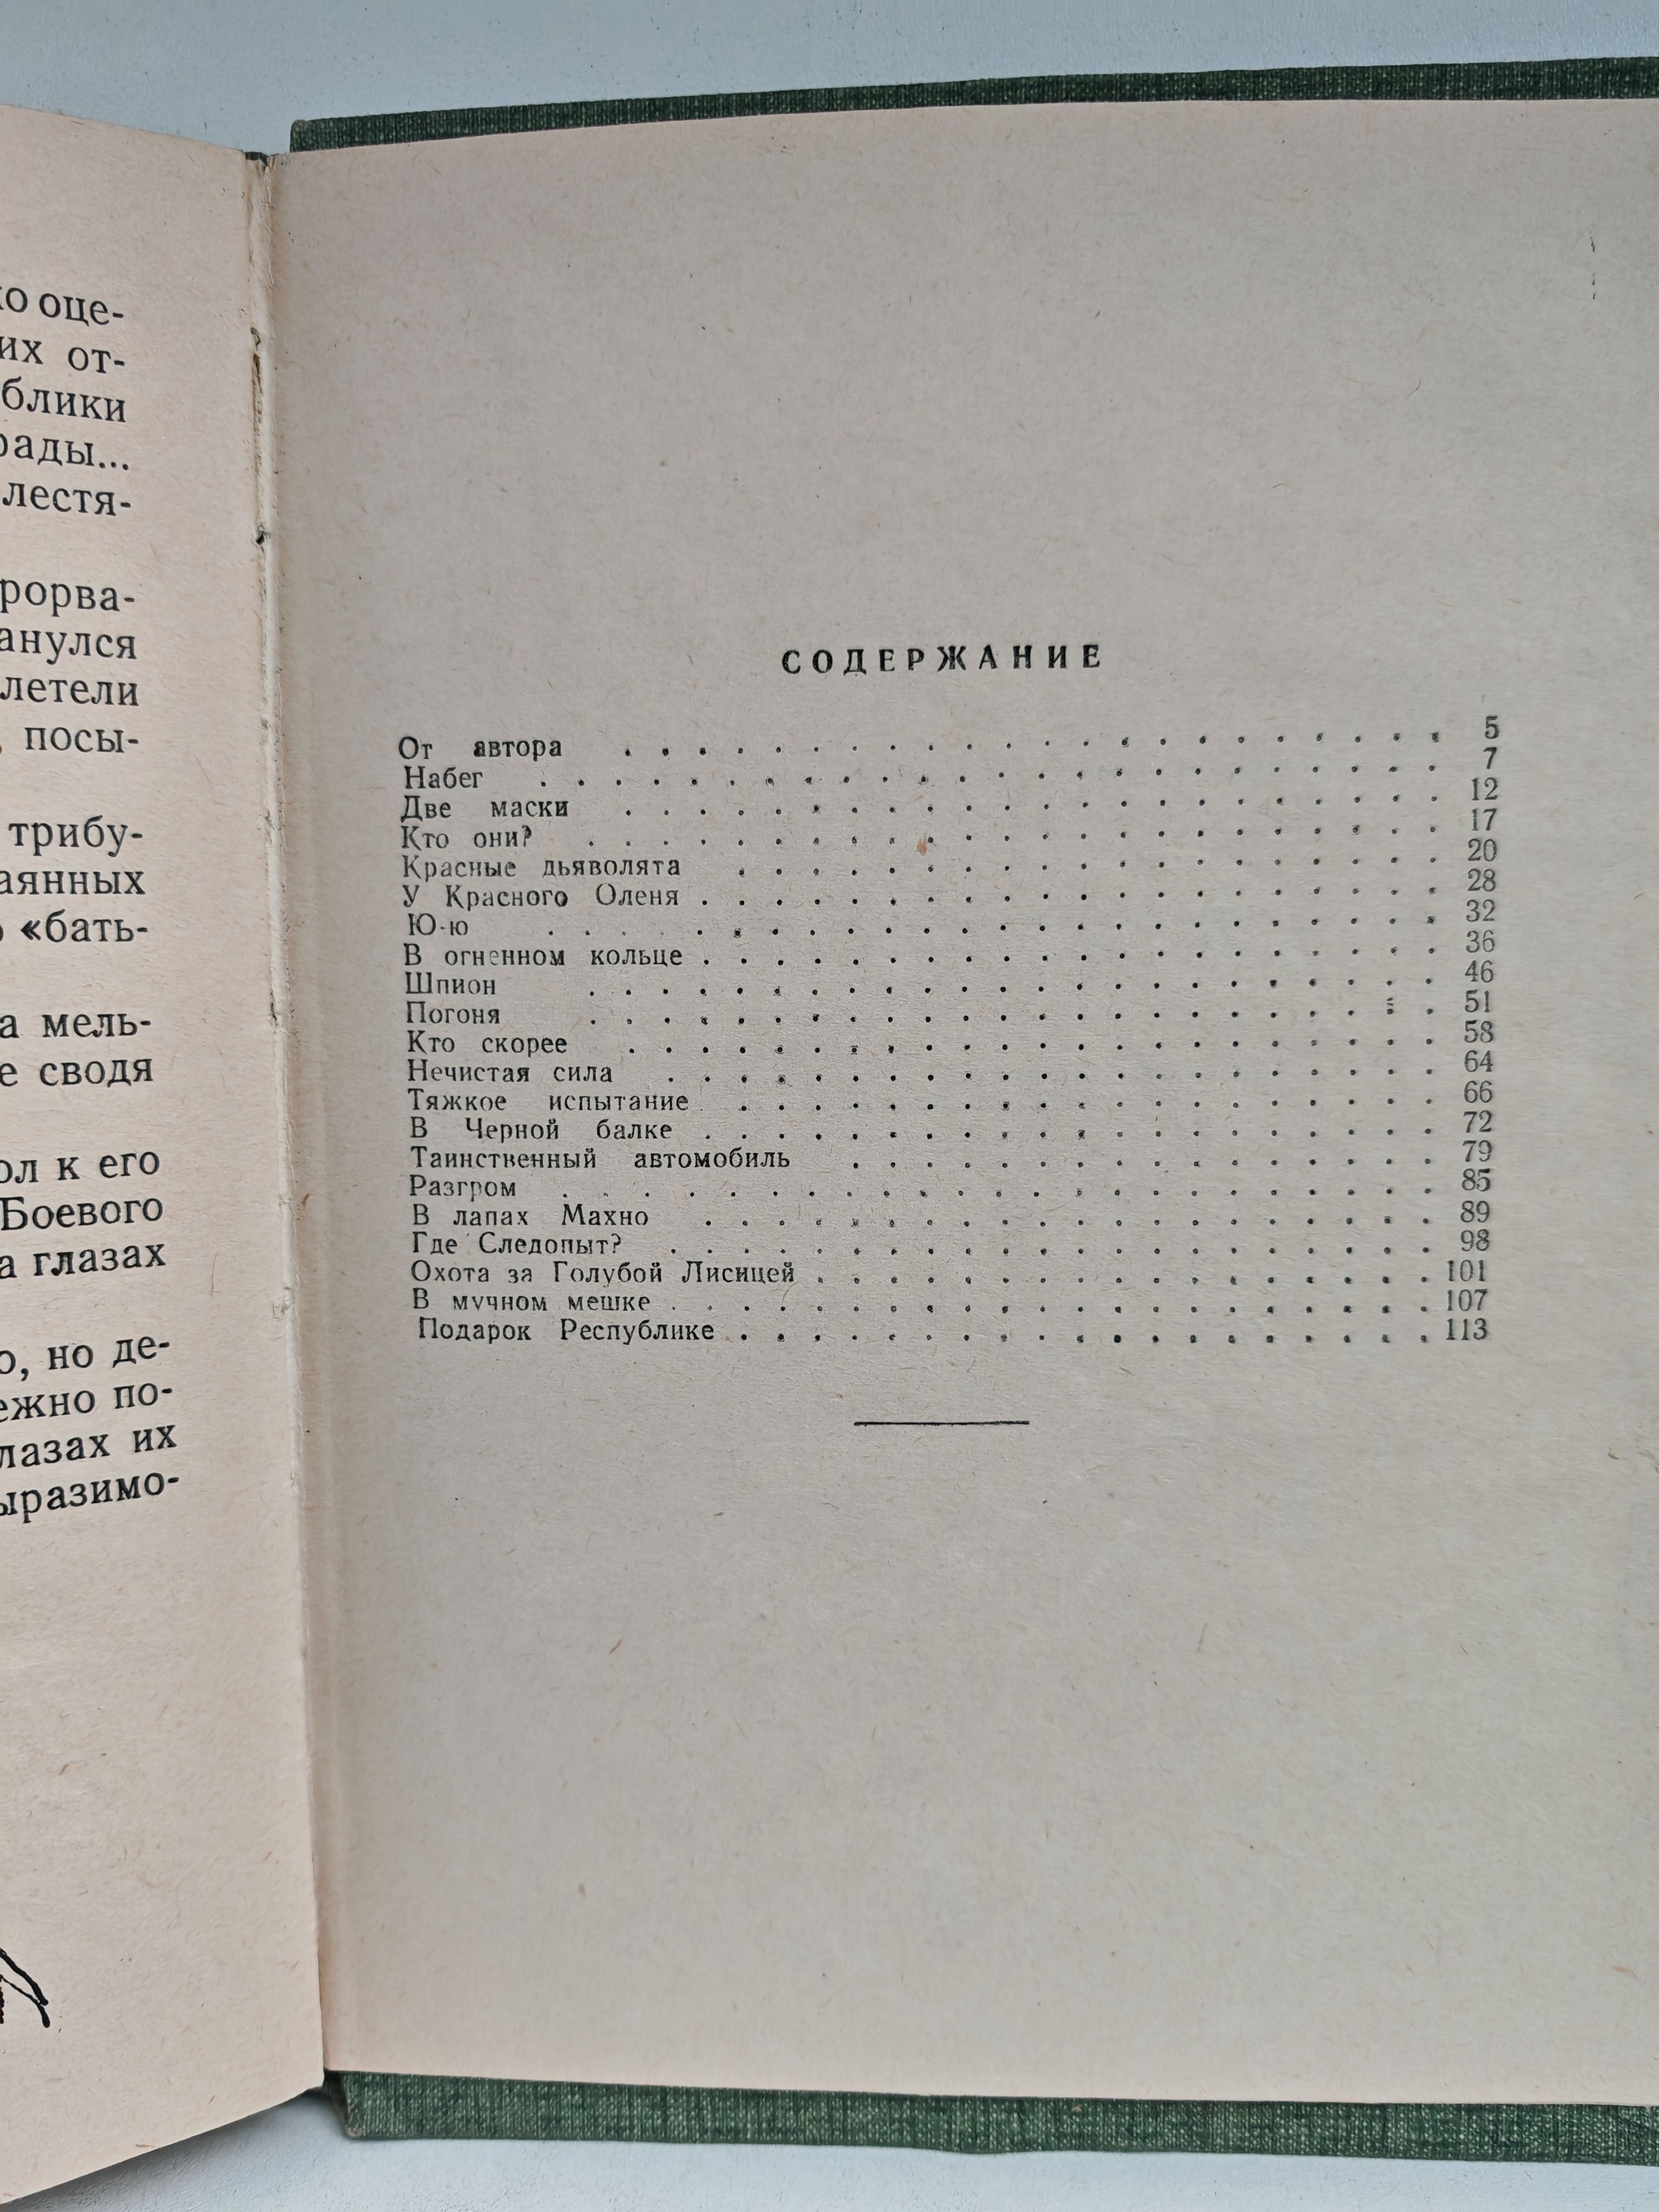 о оце-
их от-
блики
рады...
лестя-
рорва-
анулся
летели
, посы-
трибу-
аянных
«бать-
а мель-
е сводя
ол к его
Боевого
а глазах
о, но де-
ежно по-
лазах их
ыразимо-
СОДЕРЖАНИЕ
От автора . . . . . . . . . . . . . . . . . . . . . 5
Набег . . . . . . . . . . . . . . . . . . . . . . . 7
Две маски . . . . . . . . . . . . . . . . . . . . . 12
Кто они? . . . . . . . . . . . . . . . . . . . . . . 17
Красные дьяволята . . . . . . . . . . . . . . . . . . 20
У Красного Оленя . . . . . . . . . . . . . . . . . . . 28
Ю-ю . . . . . . . . . . . . . . . . . . . . . . . 32
В огненном кольце . . . . . . . . . . . . . . . . . . . 36
Шпион . . . . . . . . . . . . . . . . . . . . . . 46
Погоня . . . . . . . . . . . . . . . . . . . . . . 51
Кто скорее . . . . . . . . . . . . . . . . . . . . . 58
Нечистая сила . . . . . . . . . . . . . . . . . . . . 64
Тяжкое испытание . . . . . . . . . . . . . . . . . . . 66
В Черной балке . . . . . . . . . . . . . . . . . . . 72
Таинственный автомобиль . . . . . . . . . . . . . . . 79
Разгром . . . . . . . . . . . . . . . . . . . . . . 85
В лапах Махно . . . . . . . . . . . . . . . . . . . 89
Где Следопыт? . . . . . . . . . . . . . . . . . . . . 98
Охота за Голубой Лисицей . . . . . . . . . . . . . . . . 101
В мучном мешке . . . . . . . . . . . . . . . . . . . . 107
Подарок Республике . . . . . . . . . . . . . . . . . . 113